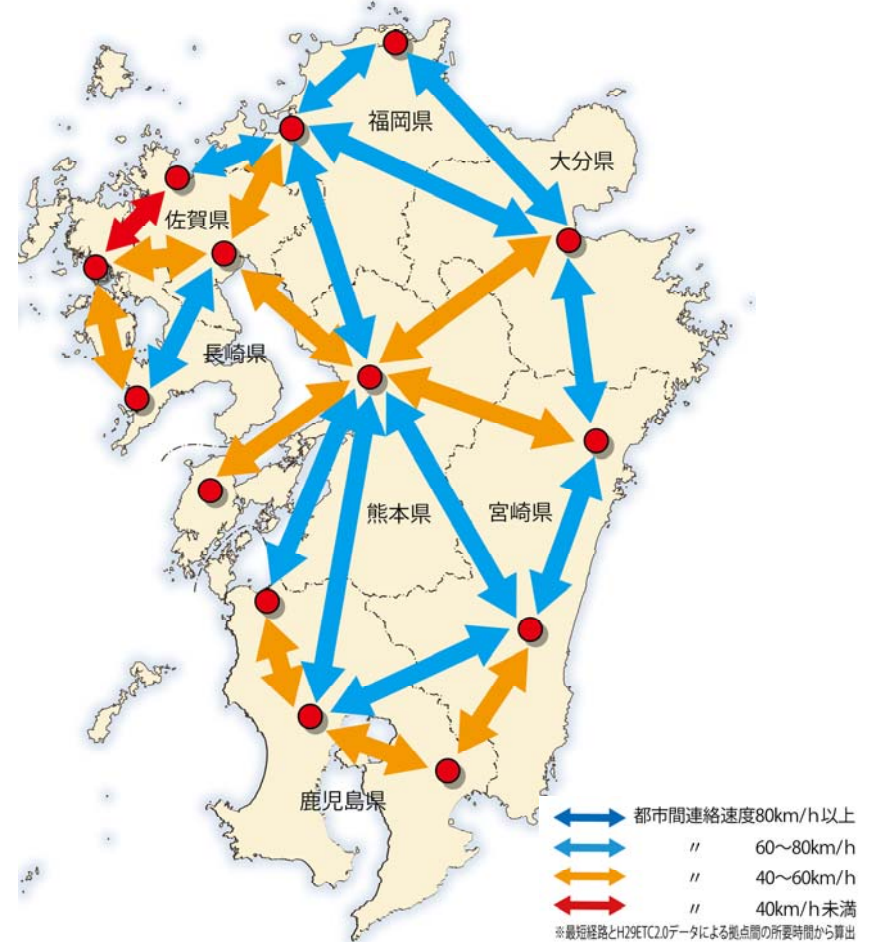 福岡県
大分県
佐賀県
長崎県
熊本県
宮崎県
鹿児島県
都市間連絡速度80km/h以上
〃 60～80km/h
〃 40～60km/h
〃 40km/h未満
※最短経路とH29ETC2.0データによる拠点間の所要時間から算出